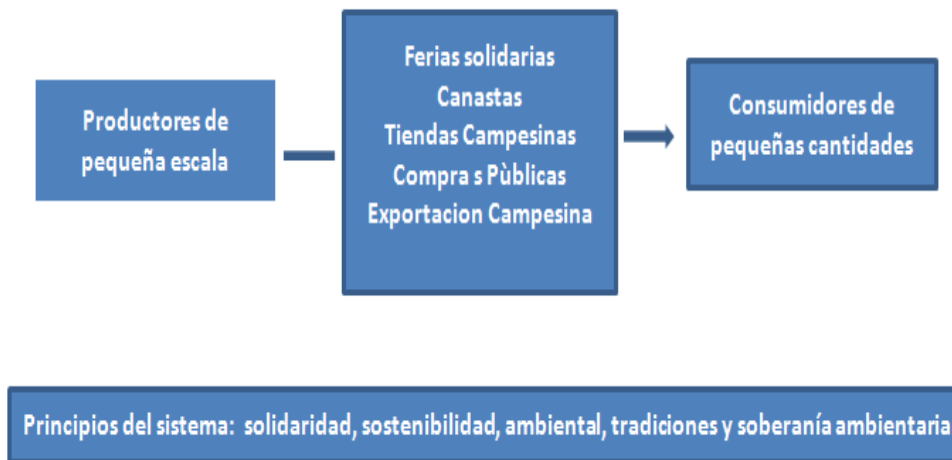 Productores de
pequeña escala
Ferias solidarias
Canastas
Tiendas Campesinas
Compra s Pùblicas
Exportacion Campesina
Consumidores de
pequeñas cantidades
Principios del sistema: solidaridad, sostenibilidad, ambiental, tradiciones y soberanía ambientaria